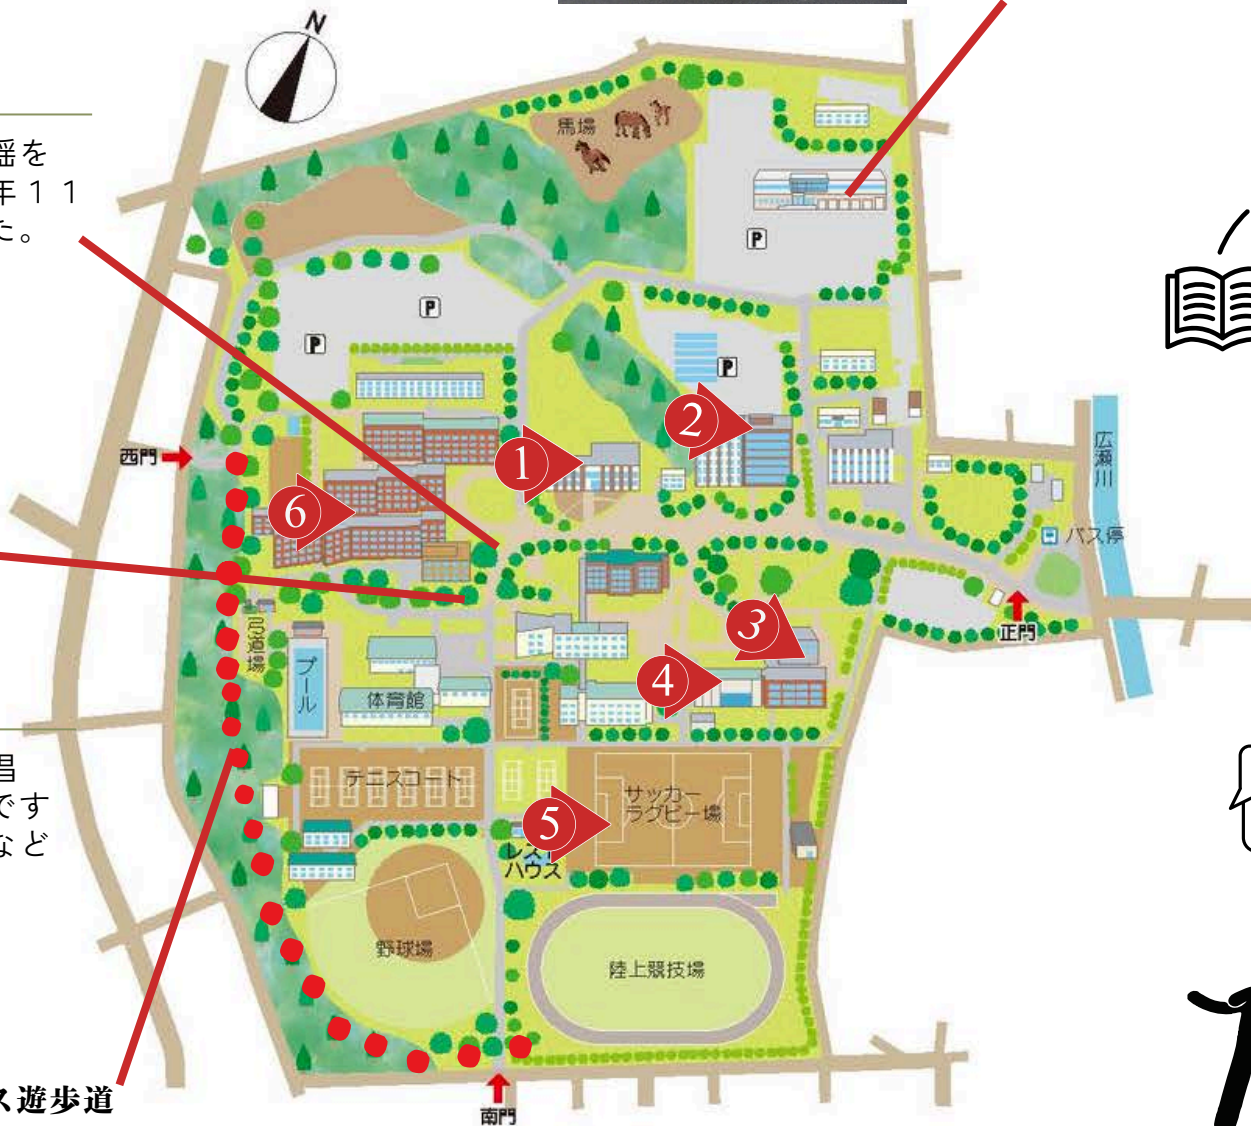 N
謡を
年１１
た。
馬場
P
P
P
P
広瀬川
西門
1
2
バス停
6
正門
3
弓道場
プール
4
体育館
昌
です
など
テニスコート
サッカー
ラグビー場
5
レスト
ハウス
野球場
陸上競技場
ス遊歩道
南門